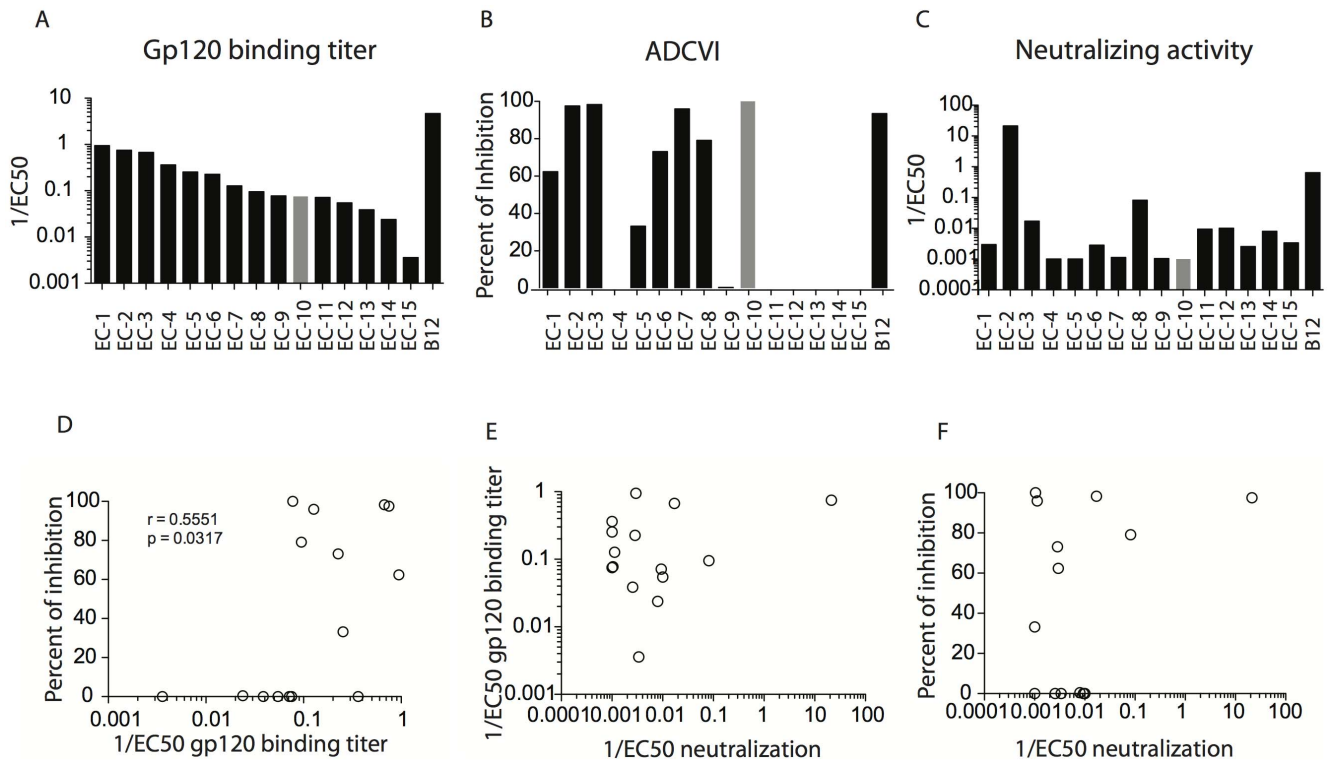 A
Gp120 binding titer
1/EC50
10
1
0.1
0.01
0.001
EC-1
EC-2
EC-3
EC-4
EC-5
EC-6
EC-7
EC-8
EC-9
EC-10
EC-11
EC-12
EC-13
EC-14
EC-15
B12
B
ADCVI
Percent of Inhibition
100
80
60
40
20
0
EC-1
EC-2
EC-3
EC-4
EC-5
EC-6
EC-7
EC-8
EC-9
EC-10
EC-11
EC-12
EC-13
EC-14
EC-15
B12
C
Neutralizing activity
1/EC50
100
10
1
0.1
0.01
0.001
0.000
EC-1
EC-2
EC-3
EC-4
EC-5
EC-6
EC-7
EC-8
EC-9
EC-10
EC-11
EC-12
EC-13
EC-14
EC-15
B12
D
Percent of inhibition
100
80
60
40
20
0
r = 0.5551
p = 0.0317
0.001
0.01
0.1
1
1/EC50 gp120 binding titer
E
1/EC50 gp120 binding titer
1
0.1
0.01
0.001
0.0001
0.001
0.01
0.1
1
10
100
1/EC50 neutralization
F
Percent of inhibition
100
80
60
40
20
0
0.0001
0.001
0.01
0.1
1
10
100
1/EC50 neutralization